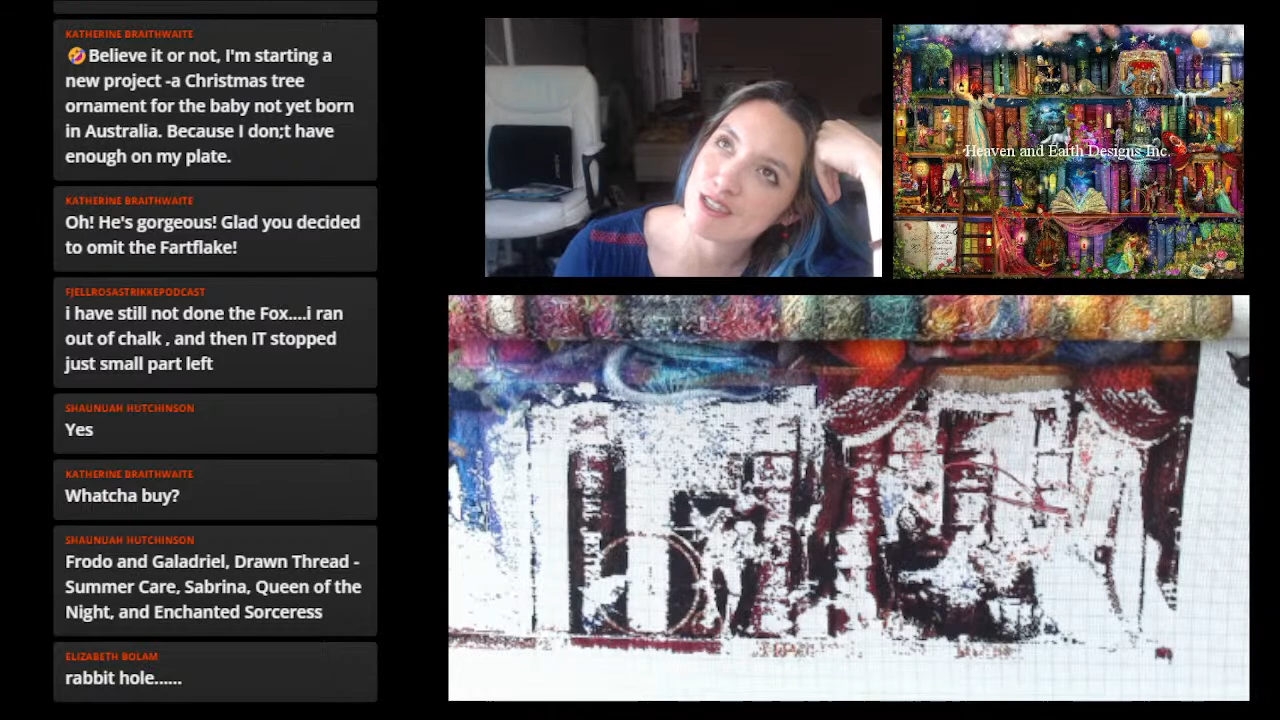 KATHERINE BRAITHWAITE
🤣Believe it or not, I'm starting a
new project -a Christmas tree
ornament for the baby not yet born
in Australia. Because I don;t have
enough on my plate.
KATHERINE BRAITHWAITE
Oh! He's gorgeous! Glad you decided
to omit the Fartflake!
FJELLROSASTRIKKEPODCAST
i have still not done the Fox....i ran
out of chalk , and then IT stopped
just small part left
SHAUNUAH HUTCHINSON
Yes
KATHERINE BRAITHWAITE
Whatcha buy?
SHAUNUAH HUTCHINSON
Frodo and Galadriel, Drawn Thread -
Summer Care, Sabrina, Queen of the
Night, and Enchanted Sorceress
ELIZABETH BOLAM
rabbit hole......
Heaven and Earth Designs Inc.